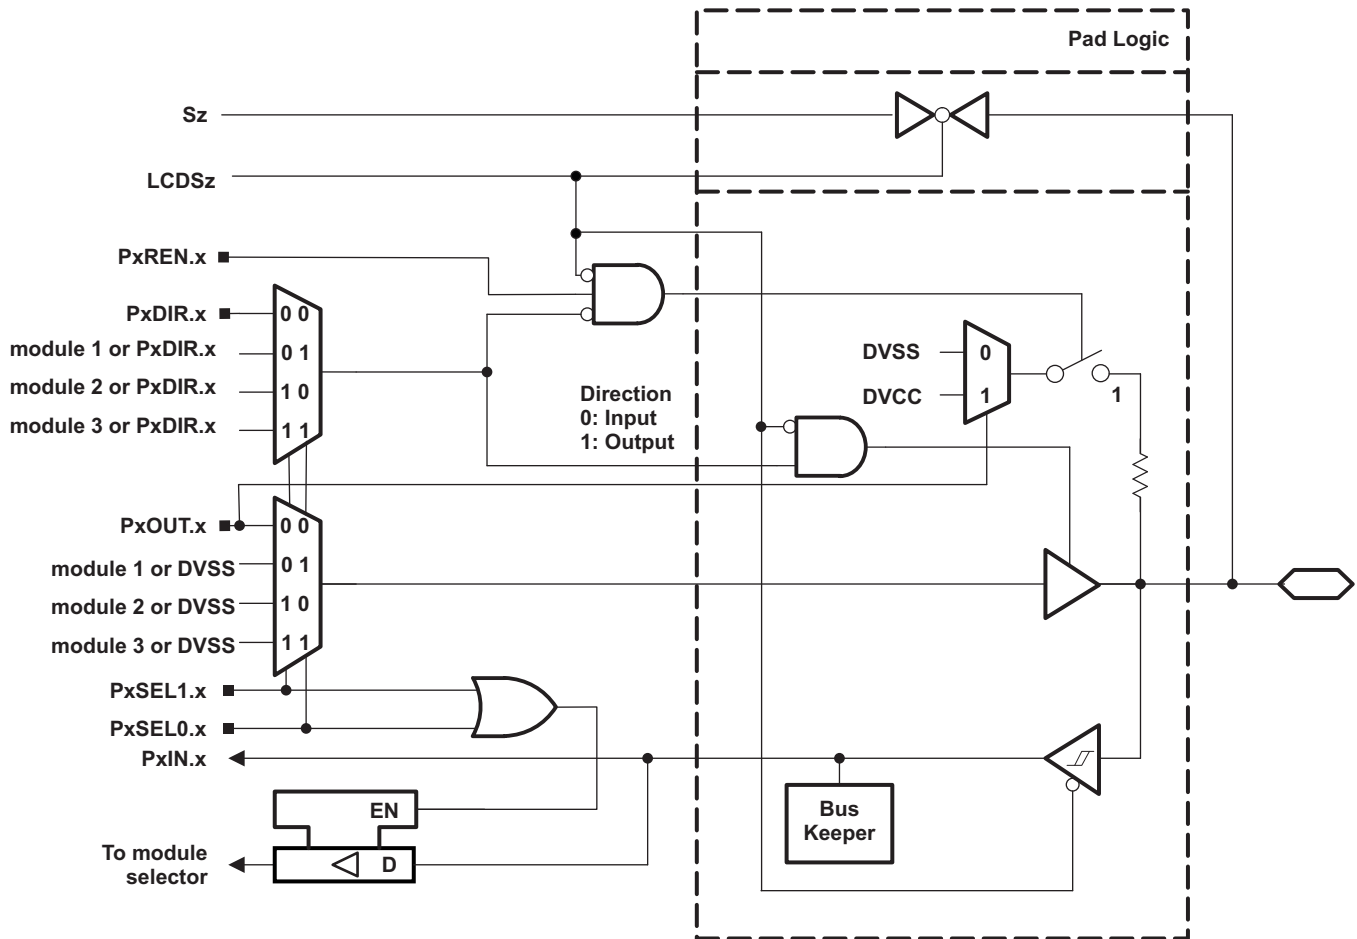 Pad Logic
Sz
LCDSz
PxREN.x
PxDIR.x
0 0
module 1 or PxDIR.x
0 1
module 2 or PxDIR.x
1 0
module 3 or PxDIR.x
1 1
Direction
0: Input
1: Output
DVSS
0
DVCC
1
1
PxOUT.x
0 0
module 1 or DVSS
0 1
module 2 or DVSS
1 0
module 3 or DVSS
1 1
PxSEL1.x
PxSEL0.x
PxIN.x
Bus
Keeper
EN
D
To module
selector